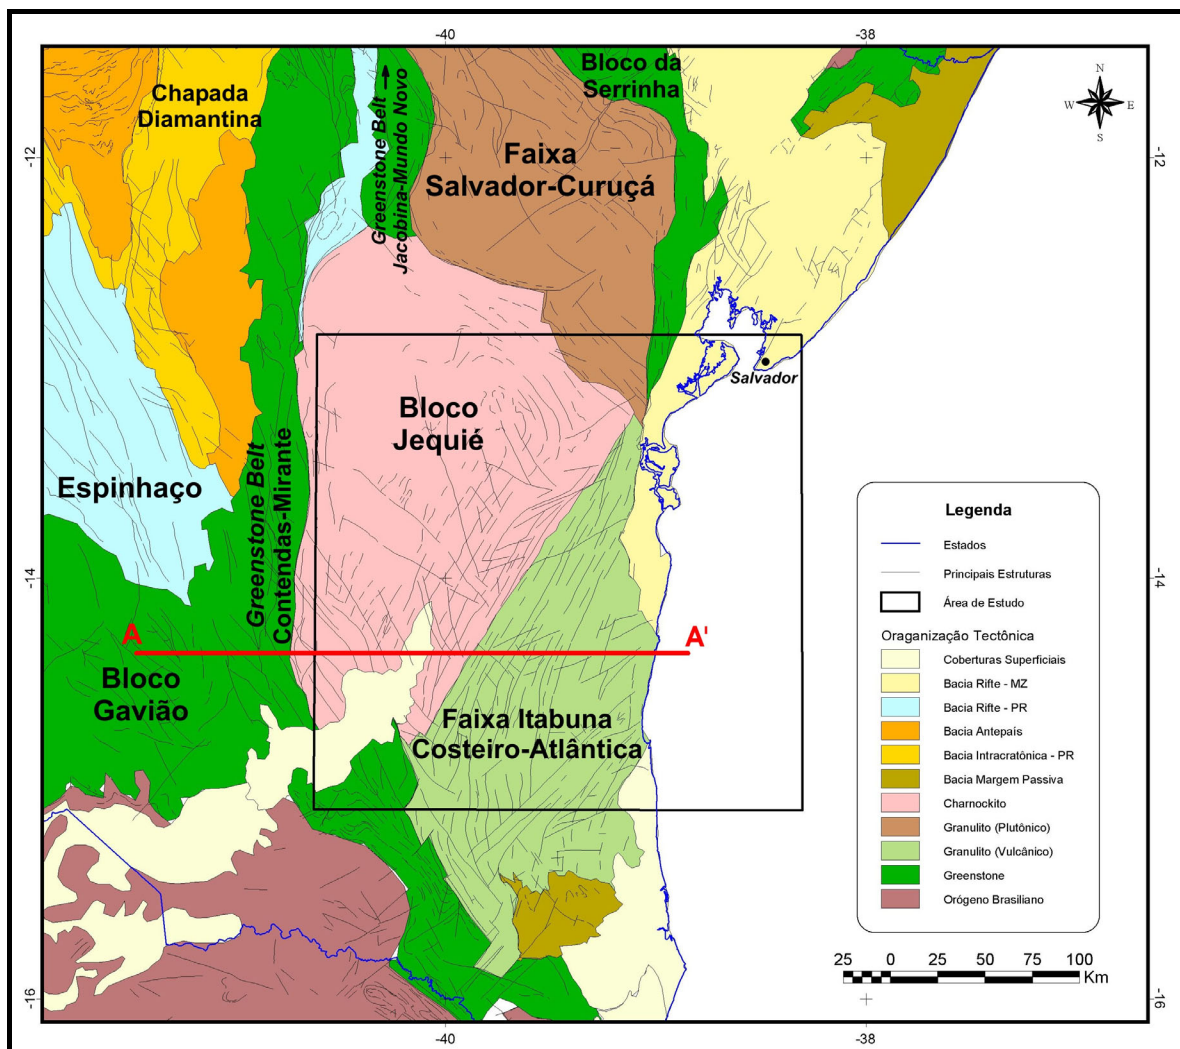 -40
-38
Chapada
Diamantina
Greenstone Belt
Jacobina-Mundo Novo
Bloco da
Serrinha
N
W
E
S
-12
-12
Faixa
Salvador-Curuçá
Salvador
Bloco
Jequié
Espinhaço
Greenstone Belt
Contendas-Mirante
-14
-14
A
A'
Bloco
Gavião
Faixa Itabuna
Costeiro-Atlântica
Legenda
Estados
Principais Estruturas
Área de Estudo
Oraganização Tectônica
Coberturas Superficiais
Bacia Rifte - MZ
Bacia Rifte - PR
Bacia Antepaís
Bacia Intracratônica - PR
Bacia Margem Passiva
Charnockito
Granulito (Plutônico)
Granulito (Vulcânico)
Greenstone
Orógeno Brasiliano
25 0 25 50 75 100
Km
-16
-16
-40
-38